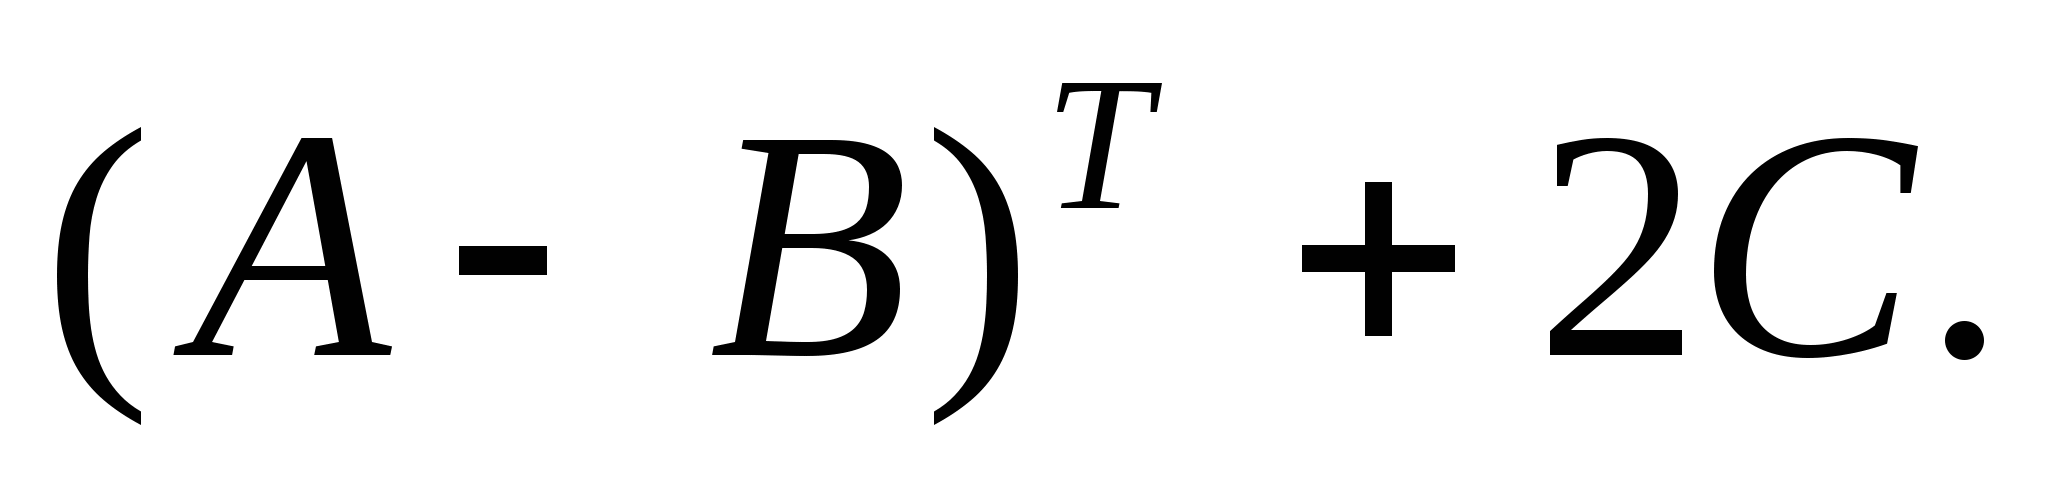 (A - B)^T + 2C.